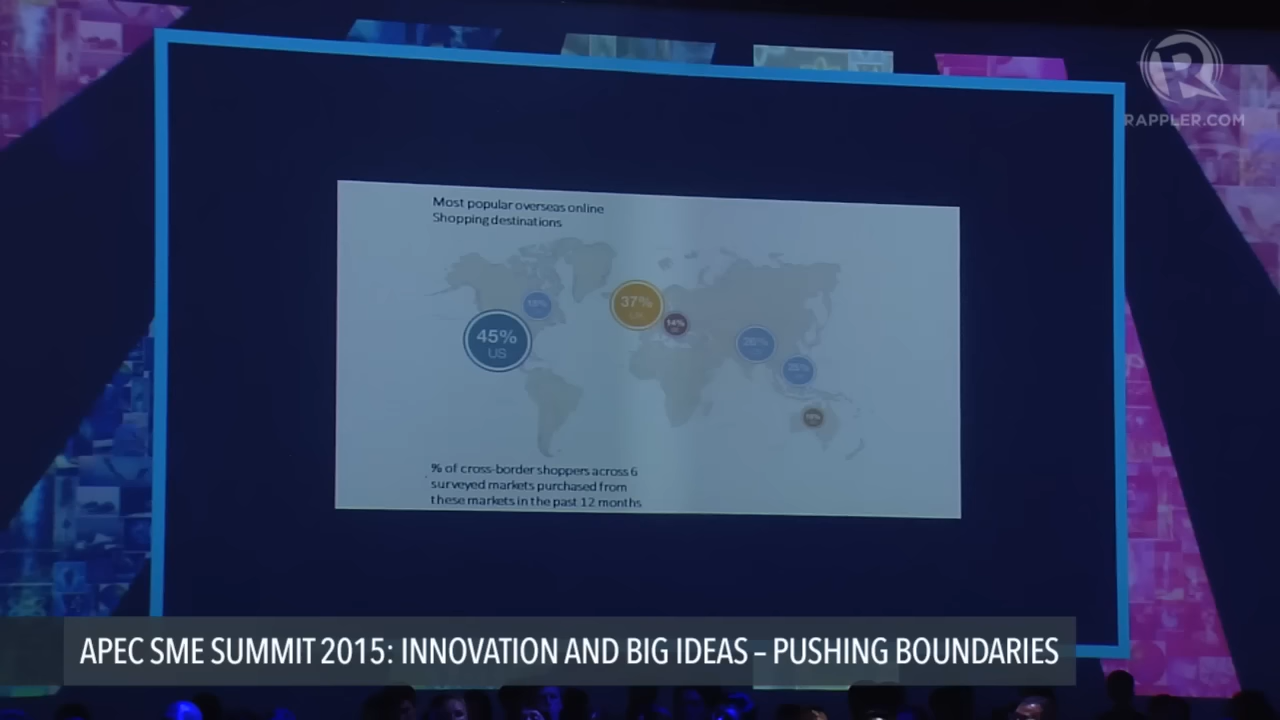 RAPPLER.COM
Most popular overseas online
Shopping destinations
37%
45%
US
14%
% of cross-border shoppers across 6
surveyed markets purchased from
these markets in the past 12 months
APEC SME SUMMIT 2015: INNOVATION AND BIG IDEAS – PUSHING BOUNDARIES